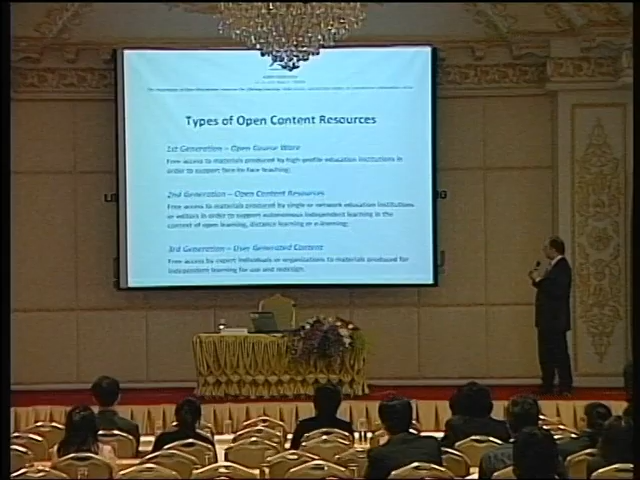 Types of Open Content Resources
1st Generation – Open Course Ware
Free access to materials produced by high-profile education institutions in
order to support face-to-face teaching;
2nd Generation – Open Content Resources
Free access to materials produced by single or network education institutions
or editors in order to support autonomous independent learning in the
context of open learning, distance learning or e-learning;
3rd Generation – User Generated Content
Free access by expert individuals or organizations to materials produced for
independent learning for use and redesign.